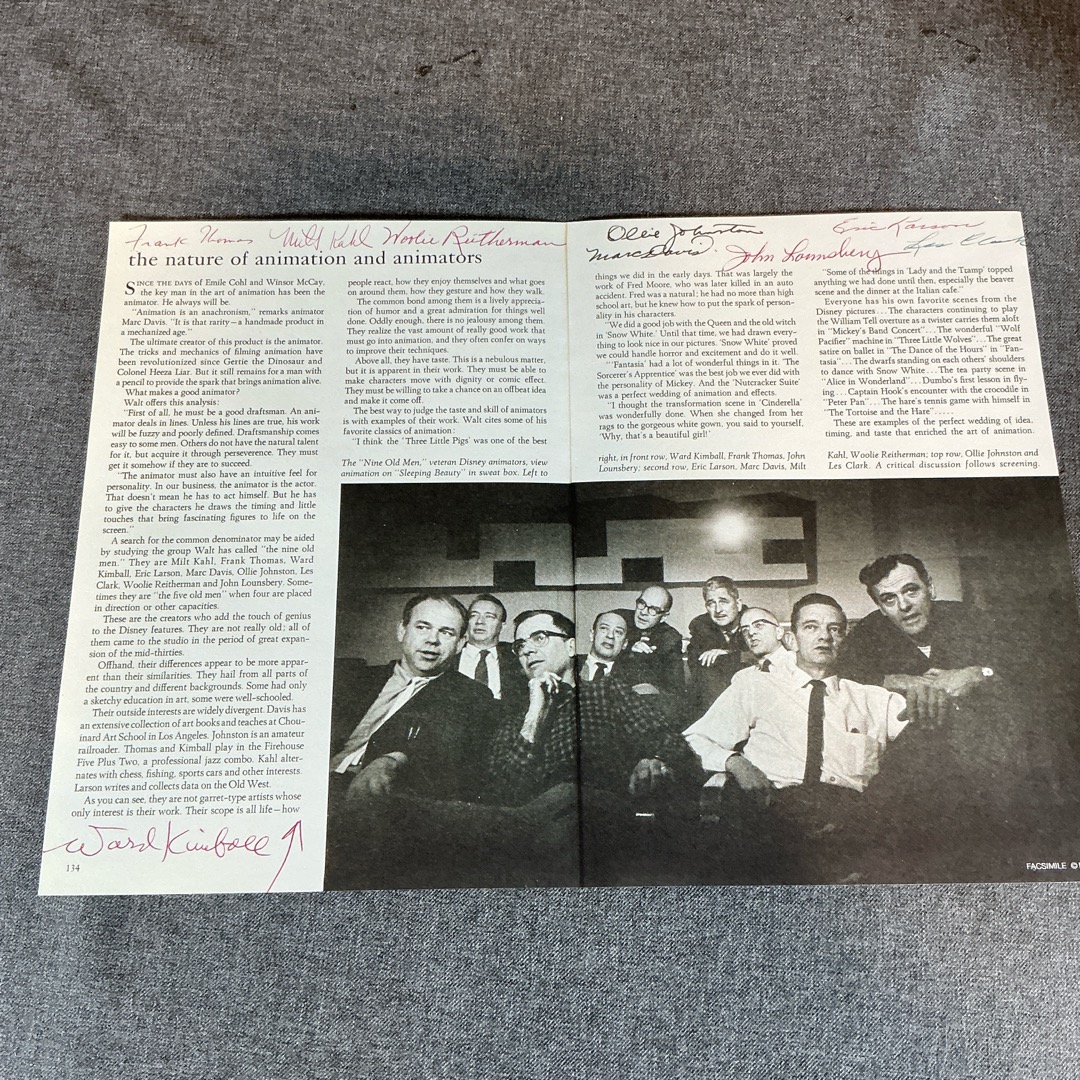 Frank Thomas Milt Kahl Woolie Reitherman
the nature of animation and animators
SINCE THE DAYS of Emile Cohl and Winsor McCay,
the key man in the art of animation has been the
animator. He always will be.
"Animation is an anachronism," remarks animator
Marc Davis. "It is that rarity—a handmade product in
a mechanized age."
The ultimate creator of this product is the animator.
The tricks and mechanics of filming animation have
been revolutionized since Gertie the Dinosaur and
Colonel Heeza Liar. But it still remains for a man with
a pencil to provide the spark that brings animation alive.
What makes a good animator?
Walt offers this analysis:
"First of all, he must be a good draftsman. An ani-
mator deals in lines. Unless his lines are true, his work
will be fuzzy and poorly defined. Draftsmanship comes
easy to some men. Others do not have the natural talent
for it, but acquire it through perseverance. They must
get it somehow if they are to succeed.
"The animator must also have an intuitive feel for
personality. In our business, the animator is the actor.
That doesn't mean he has to act himself. But he has
to give the characters he draws the timing and little
touches that bring fascinating figures to life on the
screen."
A search for the common denominator may be aided
by studying the group Walt has called "the nine old
men." They are Milt Kahl, Frank Thomas, Ward
Kimball, Eric Larson, Marc Davis, Ollie Johnston, Les
Clark, Woolie Reitherman and John Lounsbery. Some-
times they are "the five old men" when four are placed
in direction or other capacities.
These are the creators who add the touch of genius
to the Disney features. They are not really old; all of
them came to the studio in the period of great expan-
sion of the mid-thirties.
Offhand, their differences appear to be more appar-
ent than their similarities. They hail from all parts of
the country and different backgrounds. Some had only
a sketchy education in art, some were well-schooled.
Their outside interests are widely divergent. Davis has
an extensive collection of art books and teaches at Chou-
inard Art School in Los Angeles. Johnston is an amateur
railroader. Thomas and Kimball play in the Firehouse
Five Plus Two, a professional jazz combo. Kahl alter-
nates with chess, fishing, sports cars and other interests.
Larson writes and collects data on the Old West.
As you can see, they are not garret-type artists whose
only interest is their work. Their scope is all life—how
Ward Kimball
134
people react, how they enjoy themselves and what goes
on around them, how they gesture and how they walk.
The common bond among them is a lively apprecia-
tion of humor and a great admiration for things well
done. Oddly enough, there is no jealousy among them.
They realize the vast amount of really good work that
must go into animation, and they often confer on ways
to improve their techniques.
Above all, they have taste. This is a nebulous matter,
but it is apparent in their work. They must be able to
make characters move with dignity or comic effect.
They must be willing to take a chance on an offbeat idea
and make it come off.
The best way to judge the taste and skill of animators
is with examples of their work. Walt cites some of his
favorite classics of animation:
"I think the 'Three Little Pigs' was one of the best
The "Nine Old Men," veteran Disney animators, view
animation on "Sleeping Beauty" in sweat box. Left to
Ollie Johnston Eric Larson
Marc Davis John Lounsbery Les Clark
things we did in the early days. That was largely the
work of Fred Moore, who was later killed in an auto
accident. Fred was a natural; he had no more than high
school art, but he knew how to put the spark of person-
ality in his characters.
"We did a good job with the Queen and the old witch
in 'Snow White.' Until that time, we had drawn every-
thing to look nice in our pictures. 'Snow White' proved
we could handle horror and excitement and do it well.
"'Fantasia' had a lot of wonderful things in it. 'The
Sorcerer's Apprentice' was the best job we ever did with
the personality of Mickey. And the 'Nutcracker Suite'
was a perfect wedding of animation and effects.
"I thought the transformation scene in 'Cinderella'
was wonderfully done. When she changed from her
rags to the gorgeous white gown, you said to yourself,
'Why, that's a beautiful girl!'
right, in front row, Ward Kimball, Frank Thomas, John
Lounsbery; second row, Eric Larson, Marc Davis, Milt
"Some of the things in 'Lady and the Tramp' topped
anything we had done until then, especially the beaver
scene and the dinner at the Italian cafe."
Everyone has his own favorite scenes from the
Disney pictures... The characters continuing to play
the William Tell overture as a twister carries them aloft
in "Mickey's Band Concert"... The wonderful "Wolf
Pacifier" machine in "Three Little Wolves"... The great
satire on ballet in "The Dance of the Hours" in "Fan-
tasia"... The dwarfs standing on each others' shoulders
to dance with Snow White... The tea party scene in
"Alice in Wonderland"... Dumbo's first lesson in fly-
ing... Captain Hook's encounter with the crocodile in
"Peter Pan"... The hare's tennis game with himself in
"The Tortoise and the Hare".....
These are examples of the perfect wedding of idea,
timing, and taste that enriched the art of animation.
Kahl, Woolie Reitherman; top row, Ollie Johnston and
Les Clark. A critical discussion follows screening.
FACSIMILE ©